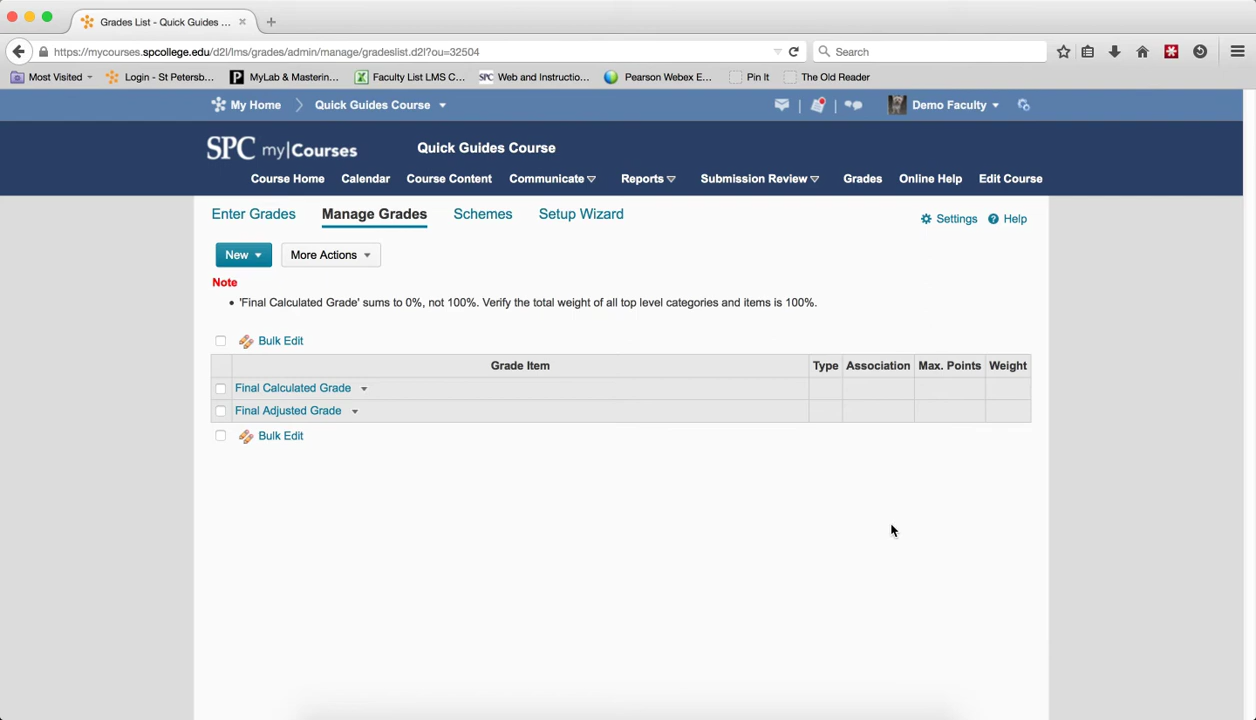 Grades List - Quick Guides ...
https://mycourses.spcollege.edu/d2l/lms/grades/admin/manage/gradeslist.d2l?ou=32504
Search
Most Visited Login - St Petersb... P MyLab & Masterin... Faculty List LMS C... SPC Web and Instructio... Pearson Webex E... Pin It The Old Reader
My Home Quick Guides Course Demo Faculty
SPC my|Courses Quick Guides Course
Course Home Calendar Course Content Communicate Reports Submission Review Grades Online Help Edit Course
Enter Grades Manage Grades Schemes Setup Wizard Settings Help
New More Actions
Note
• 'Final Calculated Grade' sums to 0%, not 100%. Verify the total weight of all top level categories and items is 100%.
Bulk Edit
Grade Item Type Association Max. Points Weight
Final Calculated Grade
Final Adjusted Grade
Bulk Edit